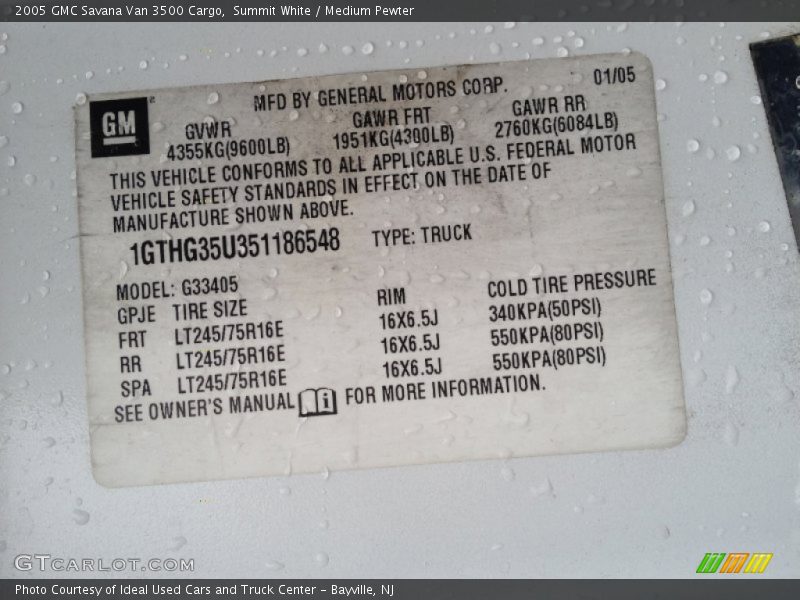 2005 GMC Savana Van 3500 Cargo, Summit White / Medium Pewter
MFD BY GENERAL MOTORS CORP. 01/05
GM
GVWR GAWR FRT GAWR RR
4355KG(9600LB) 1951KG(4300LB) 2760KG(6084LB)
THIS VEHICLE CONFORMS TO ALL APPLICABLE U.S. FEDERAL MOTOR
VEHICLE SAFETY STANDARDS IN EFFECT ON THE DATE OF
MANUFACTURE SHOWN ABOVE.
1GTHG35U351186548 TYPE: TRUCK
MODEL: G33405
GPJE TIRE SIZE RIM COLD TIRE PRESSURE
FRT LT245/75R16E 16X6.5J 340KPA(50PSI)
RR LT245/75R16E 16X6.5J 550KPA(80PSI)
SPA LT245/75R16E 16X6.5J 550KPA(80PSI)
SEE OWNER'S MANUAL i FOR MORE INFORMATION.
GTCARLOT.COM
Photo Courtesy of Ideal Used Cars and Truck Center - Bayville, NJ